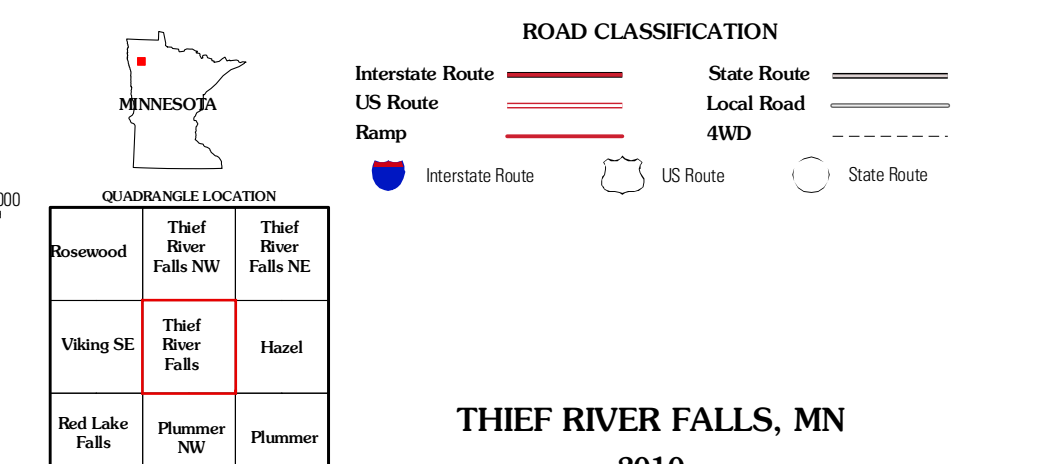 ROAD CLASSIFICATION
Interstate Route
State Route
US Route
Local Road
Ramp
4WD
Interstate Route
US Route
State Route
MINNESOTA
QUADRANGLE LOCATION
Rosewood
Thief
River
Falls NW
Thief
River
Falls NE
Viking SE
Thief
River
Falls
Hazel
Red Lake
Falls
Plummer
NW
Plummer
THIEF RIVER FALLS, MN
2010